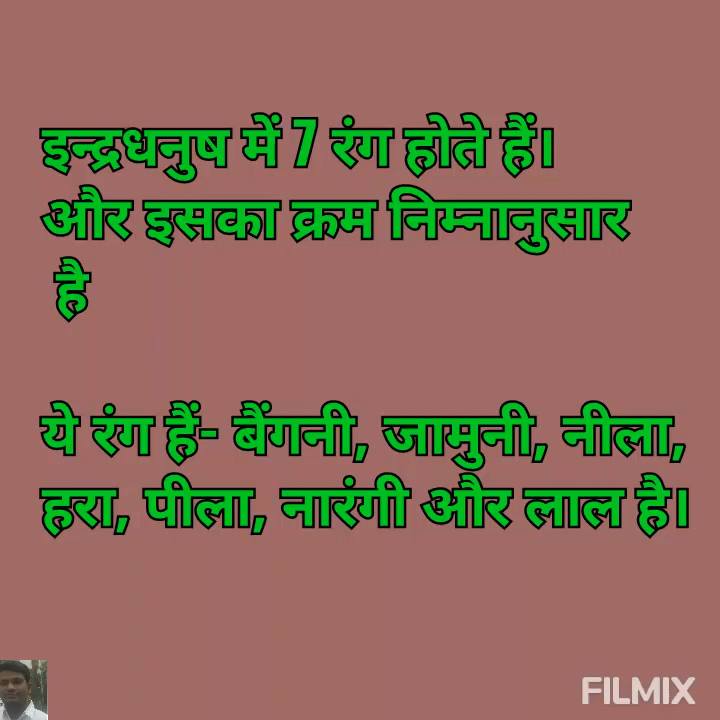 इन्द्रधनुष में 7 रंग होते हैं।
और इसका क्रम निम्नानुसार
है
ये रंग हैं- बैंगनी, जामुनी, नीला,
हरा, पीला, नारंगी और लाल है।
FILMIX